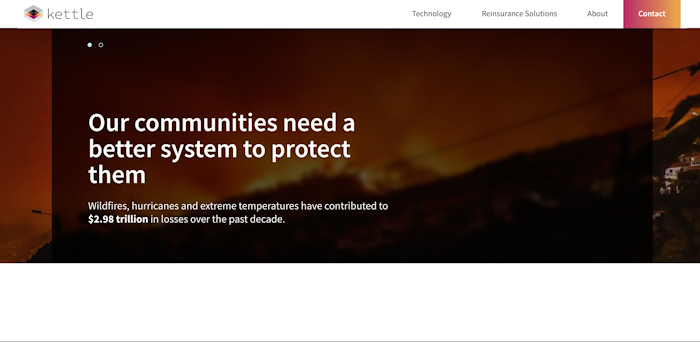 kettle
Technology
Reinsurance Solutions
About
Contact
Our communities need a
better system to protect
them
Wildfires, hurricanes and extreme temperatures have contributed to
$2.98 trillion in losses over the past decade.